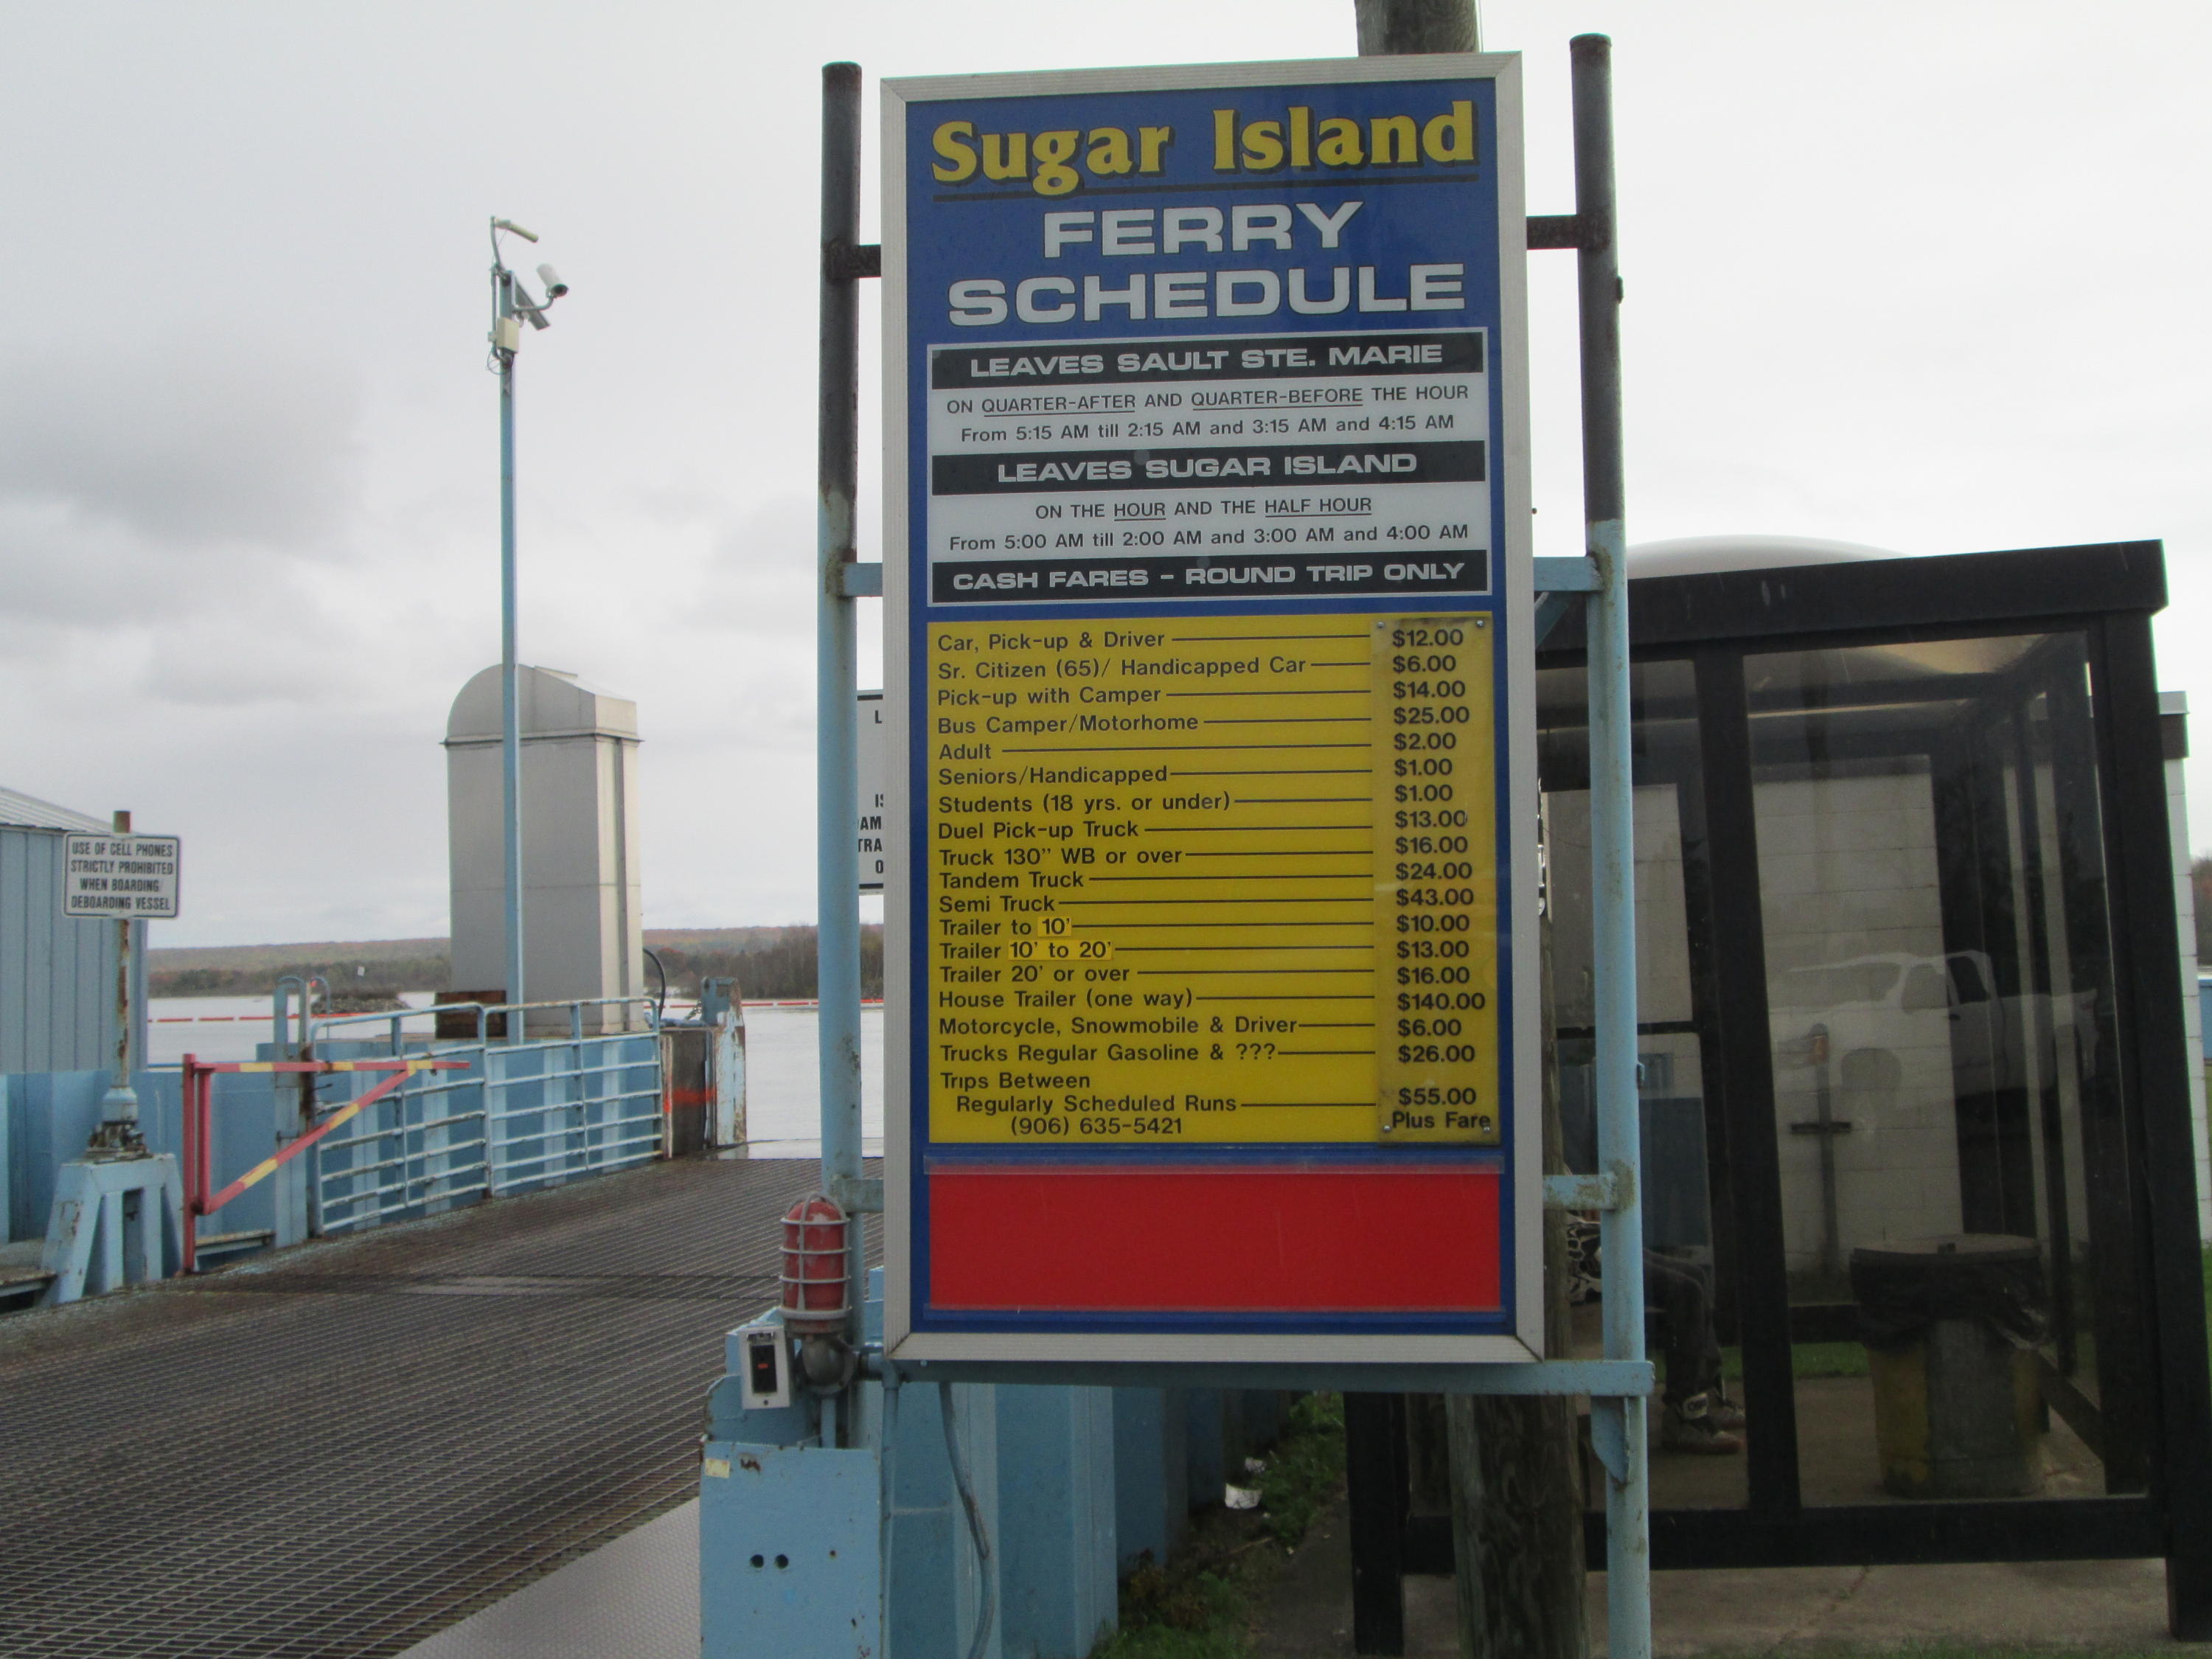 Sugar Island
FERRY
SCHEDULE
LEAVES SAULT STE. MARIE
ON QUARTER-AFTER AND QUARTER-BEFORE THE HOUR
From 5:15 AM till 2:15 AM and 3:15 AM and 4:15 AM
LEAVES SUGAR ISLAND
ON THE HOUR AND THE HALF HOUR
From 5:00 AM till 2:00 AM and 3:00 AM and 4:00 AM
CASH FARES - ROUND TRIP ONLY
Car, Pick-up & Driver $12.00
Sr. Citizen (65)/ Handicapped Car $6.00
Pick-up with Camper $14.00
Bus Camper/Motorhome $25.00
Adult $2.00
Seniors/Handicapped $1.00
Students (18 yrs. or under) $1.00
Duel Pick-up Truck $13.00
Truck 130" WB or over $16.00
Tandem Truck $24.00
Semi Truck $43.00
Trailer to 10' $10.00
Trailer 10' to 20' $13.00
Trailer 20' or over $16.00
House Trailer (one way) $140.00
Motorcycle, Snowmobile & Driver $6.00
Trucks Regular Gasoline & ??? $26.00
Trips Between
Regularly Scheduled Runs $55.00
(906) 635-5421 Plus Fare
USE OF CELL PHONES
STRICTLY PROHIBITED
WHEN BOARDING/
DEBOARDING VESSEL